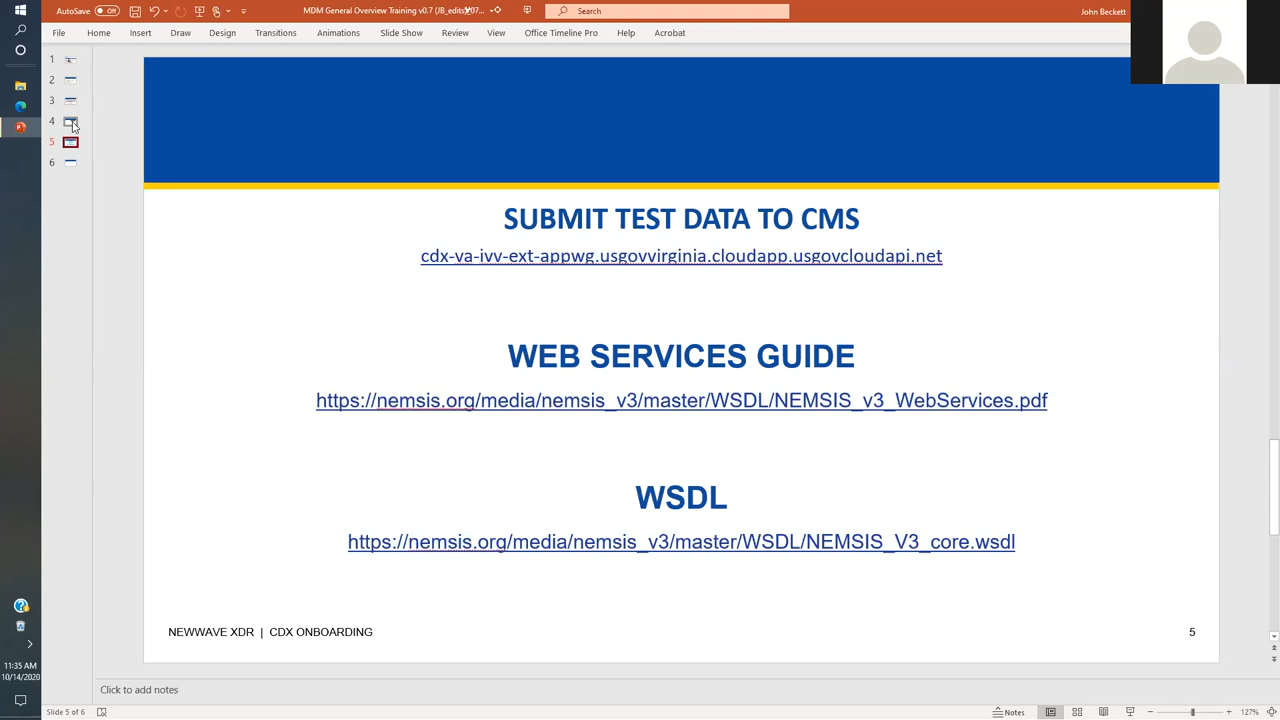 AutoSave Off
MDM General Overview Training v0.7 (JB_edits)
Search
John Beckett
File Home Insert Draw Design Transitions Animations Slide Show Review View Office Timeline Pro Help Acrobat
1
2
3
4
5
6
SUBMIT TEST DATA TO CMS
cdx-va-ivv-ext-appwg.usgovvirginia.cloudapp.usgovcloudapi.net
WEB SERVICES GUIDE
https://nemsis.org/media/nemsis_v3/master/WSDL/NEMSIS_v3_WebServices.pdf
WSDL
https://nemsis.org/media/nemsis_v3/master/WSDL/NEMSIS_V3_core.wsdl
NEWWAVE XDR | CDX ONBOARDING
5
11:35 AM
10/14/2020
Click to add notes
Slide 5 of 6
Notes
127%